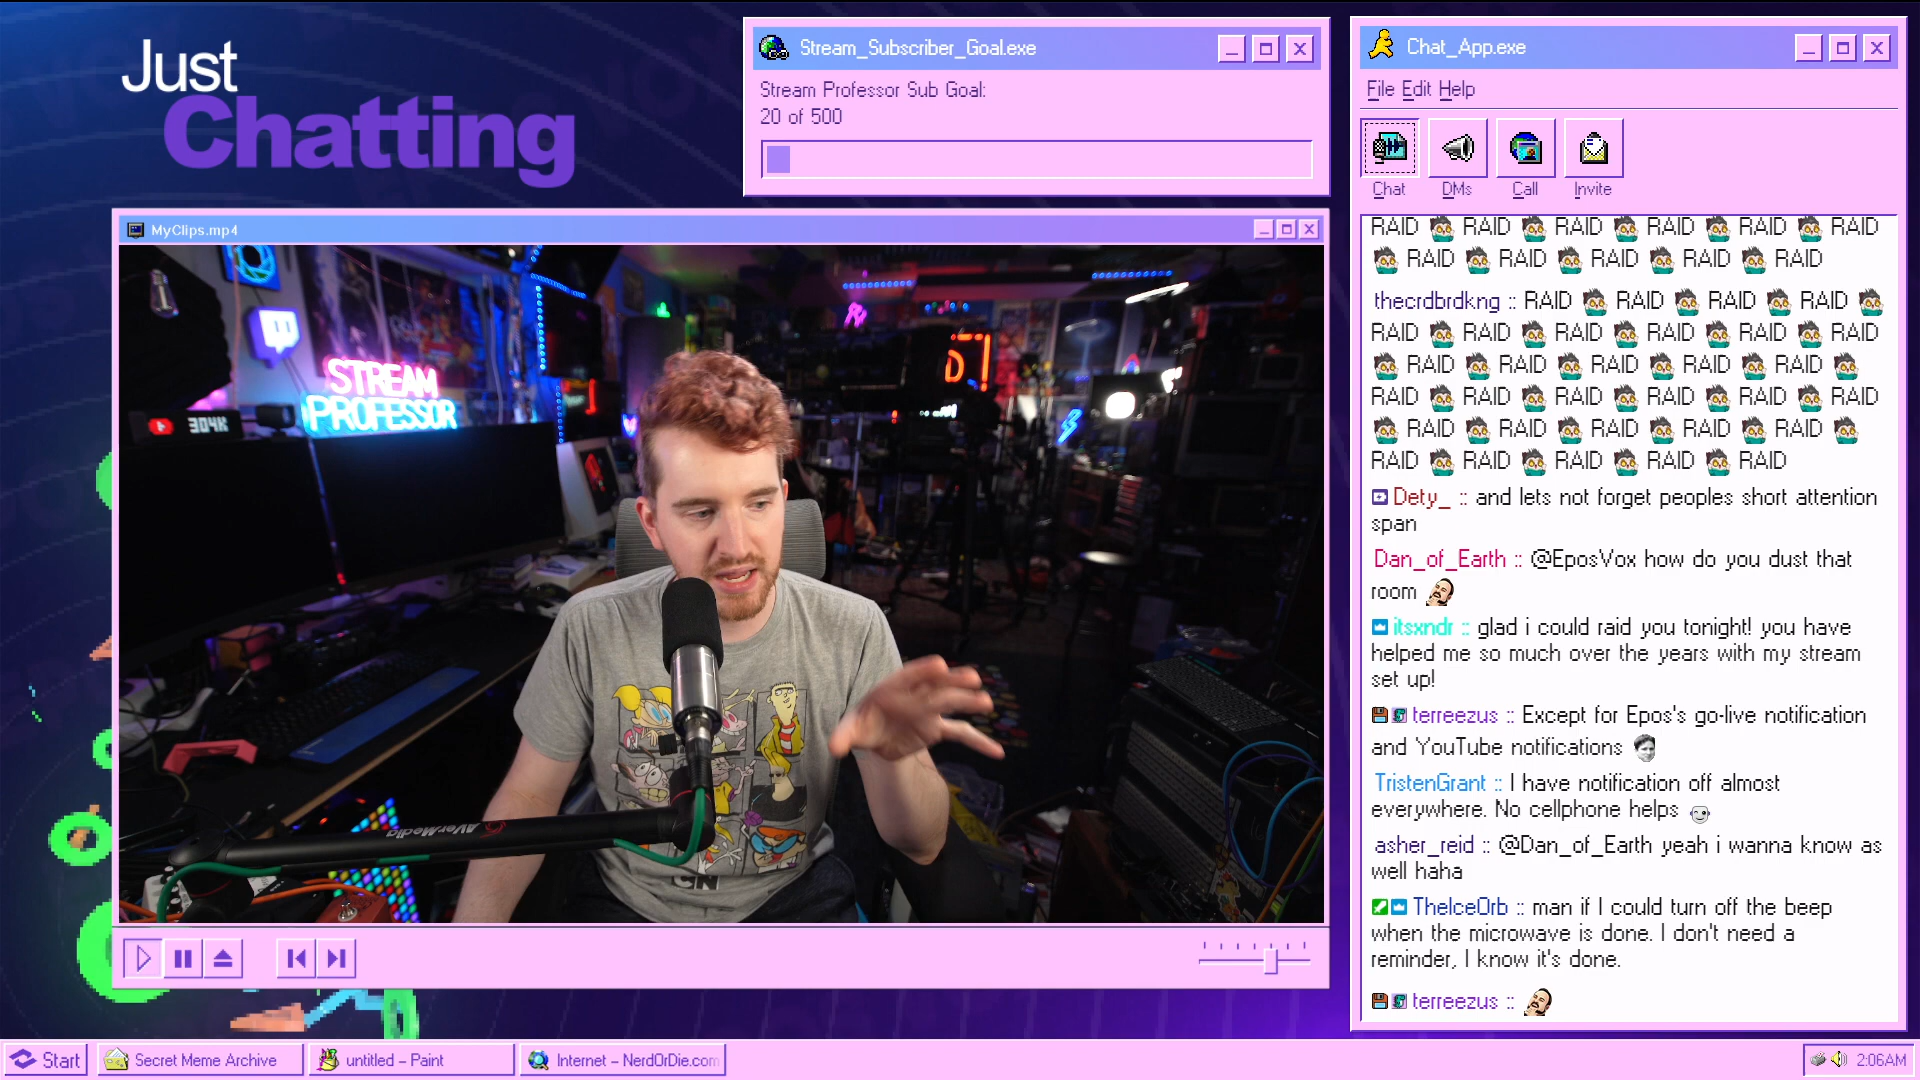 Just
Chatting
Stream_Subscriber_Goal.exe
Stream Professor Sub Goal:
20 of 500
MyClips.mp4
STREAM
PROFESSOR
304K
AVerMedia
CN
Chat_App.exe
File Edit Help
Chat DMs Call Invite
RAID RAID RAID RAID RAID RAID
RAID RAID RAID RAID RAID
thecrdbrdkng :: RAID RAID RAID RAID
RAID RAID RAID RAID RAID RAID
RAID RAID RAID RAID RAID
RAID RAID RAID RAID RAID RAID
RAID RAID RAID RAID RAID
RAID RAID RAID RAID RAID
Dety_ :: and lets not forget peoples short attention
span
Dan_of_Earth :: @EposVox how do you dust that
room
itsxndr :: glad i could raid you tonight! you have
helped me so much over the years with my stream
set up!
terreezus :: Except for Epos's go-live notification
and YouTube notifications
TristenGrant :: I have notification off almost
everywhere. No cellphone helps
asher_reid :: @Dan_of_Earth yeah i wanna know as
well haha
TheIceOrb :: man if I could turn off the beep
when the microwave is done. I don't need a
reminder, I know it's done.
terreezus ::
Start
Secret Meme Archive
untitled - Paint
Internet - NerdOrDie.com
2:06AM